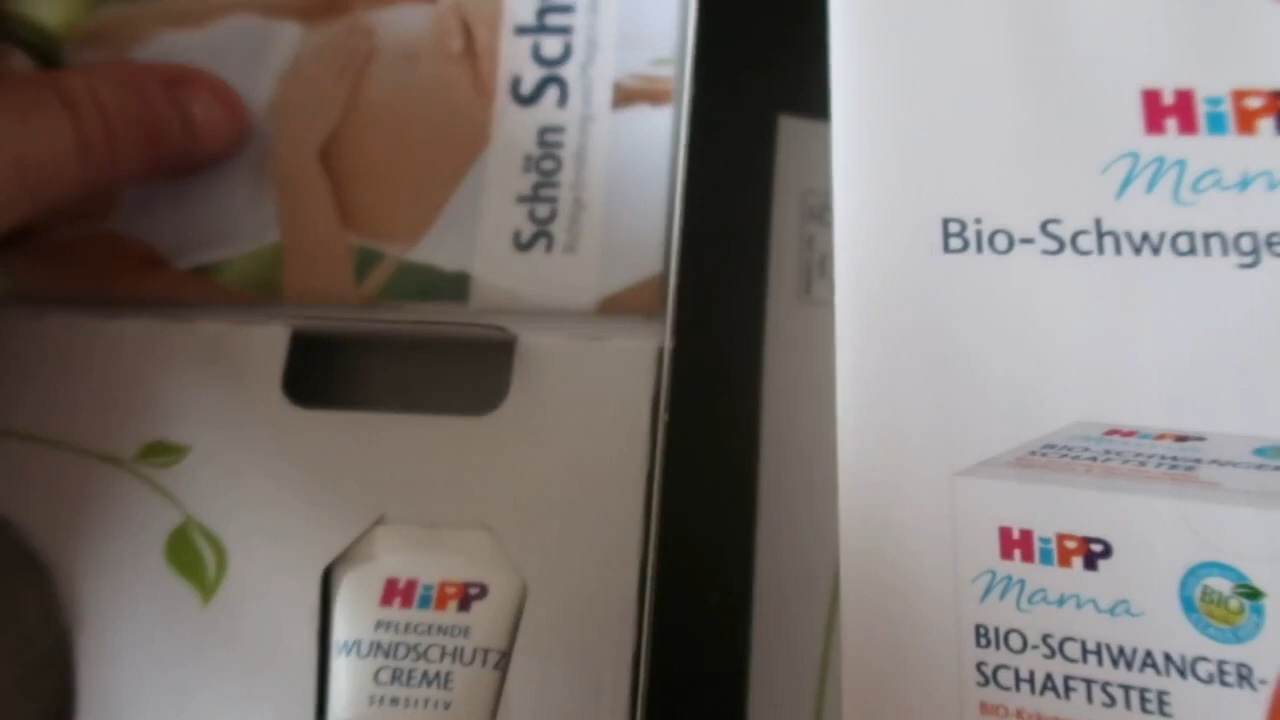 Schön Sch
HiPP
PFLEGENDE
WUNDSCHUTZ
CREME
SENSITIV
HiPP
Mam
Bio-Schwange
HiPP
BIO-SCHWANGER
SCHAFTSTEE
HiPP
Mama
BIO
BIO-SCHWANGER-
SCHAFTSTEE